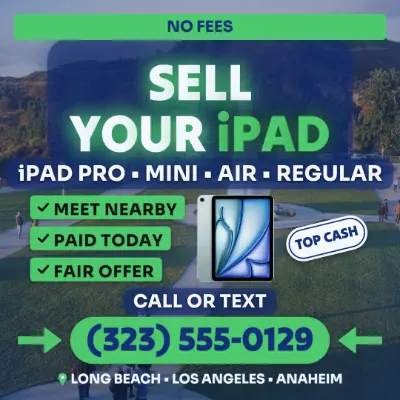 NO FEES
SELL
YOUR iPAD
iPAD PRO ▪ MINI ▪ AIR ▪ REGULAR
✓ MEET NEARBY
✓ PAID TODAY
✓ FAIR OFFER
TOP CASH
CALL OR TEXT
(323) 555-0129
LONG BEACH ▪ LOS ANGELES ▪ ANAHEIM